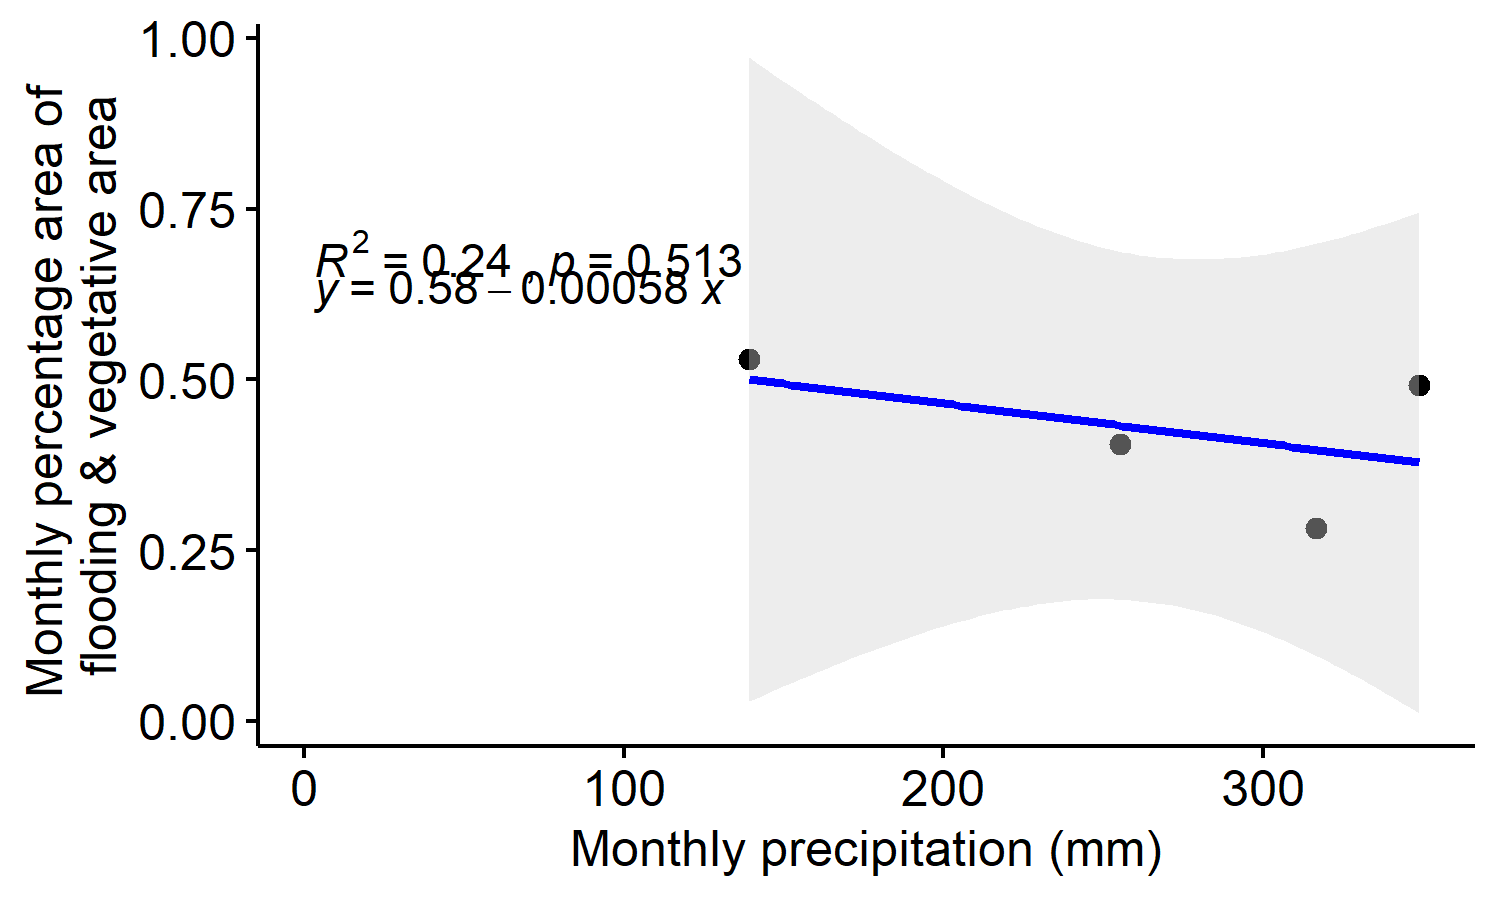 Monthly percentage area of
flooding & vegetative area
1.00
0.75
0.50
0.25
0.00
R² = 0.24 , p = 0.513
y = 0.58 – 0.00058 x
0 100 200 300
Monthly precipitation (mm)